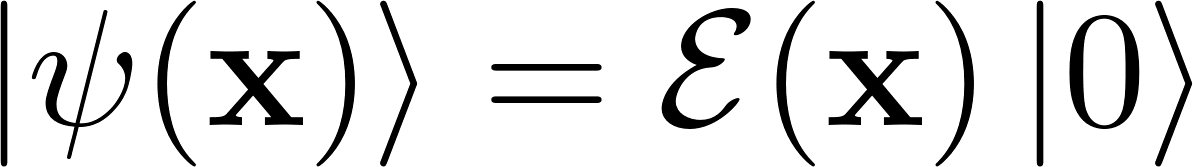 |ψ(𝐱)⟩ = ℰ(𝐱) |0⟩